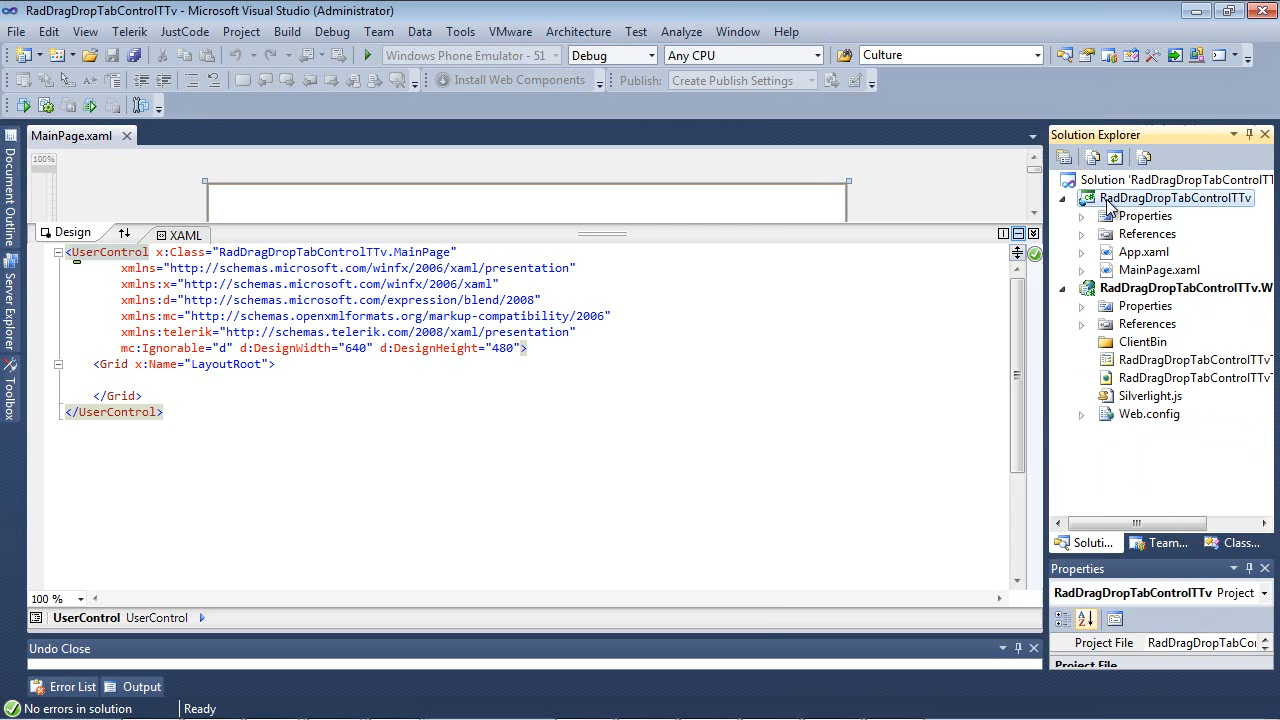 RadDragDropTabControlTTv - Microsoft Visual Studio (Administrator)
File Edit View Telerik JustCode Project Build Debug Team Data Tools VMware Architecture Test Analyze Window Help
Windows Phone Emulator - 51 Debug Any CPU Culture
Install Web Components Publish: Create Publish Settings
Document Outline
Server Explorer
Toolbox
MainPage.xaml
100%
Design XAML
<UserControl x:Class="RadDragDropTabControlTTv.MainPage"
xmlns="http://schemas.microsoft.com/winfx/2006/xaml/presentation"
xmlns:x="http://schemas.microsoft.com/winfx/2006/xaml"
xmlns:d="http://schemas.microsoft.com/expression/blend/2008"
xmlns:mc="http://schemas.openxmlformats.org/markup-compatibility/2006"
xmlns:telerik="http://schemas.telerik.com/2008/xaml/presentation"
mc:Ignorable="d" d:DesignWidth="640" d:DesignHeight="480">
<Grid x:Name="LayoutRoot">
</Grid>
</UserControl>
100 %
UserControl UserControl
Undo Close
Error List Output
No errors in solution Ready
Solution Explorer
Solution 'RadDragDropTabControlTT
RadDragDropTabControlTTv
Properties
References
App.xaml
MainPage.xaml
RadDragDropTabControlTTv.W
Properties
References
ClientBin
RadDragDropTabControlTTv
RadDragDropTabControlTTv
Silverlight.js
Web.config
Soluti... Team... Class...
Properties
RadDragDropTabControlTTv Project
Project File RadDragDropTabCo
Project File